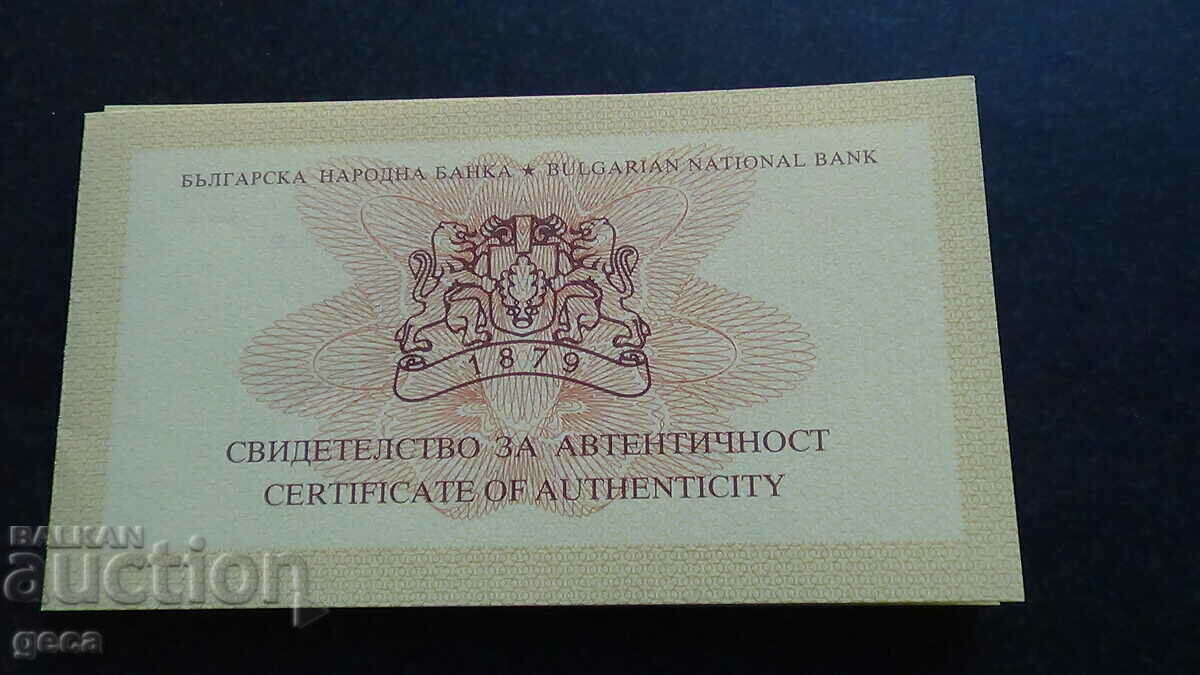 БЪЛГАРСКА НАРОДНА БАНКА ★ BULGARIAN NATIONAL BANK
1879
СВИДЕТЕЛСТВО ЗА АВТЕНТИЧНОСТ
CERTIFICATE OF AUTHENTICITY
BALKAN
auction
geca